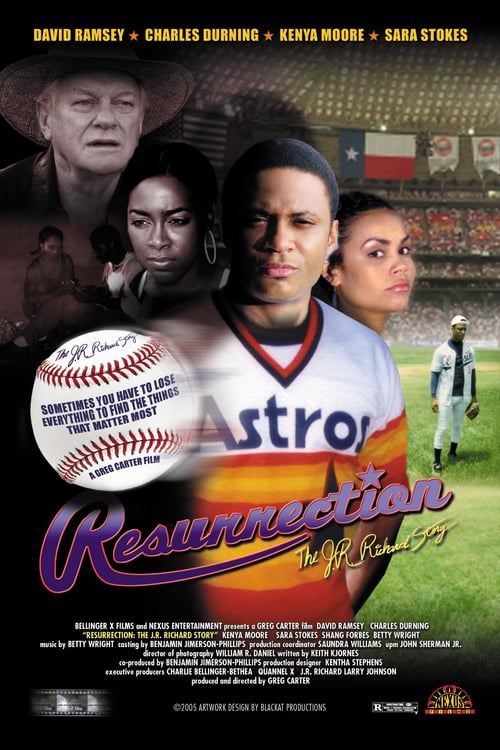 DAVID RAMSEY ★ CHARLES DURNING ★ KENYA MOORE ★ SARA STOKES
The J.R. Richard Story
SOMETIMES YOU HAVE TO LOSE
EVERYTHING TO FIND THE THINGS
THAT MATTER MOST
A GREG CARTER FILM
Astros
Resurrection
The J.R. Richard Story
BELLINGER X FILMS AND NEXUS ENTERTAINMENT presents a GREG CARTER film DAVID RAMSEY CHARLES DURNING
"RESURRECTION: THE J.R. RICHARD STORY" KENYA MOORE SARA STOKES SHANG FORBES BETTY WRIGHT
music by BETTY WRIGHT casting by BENJAMIN JIMERSON-PHILLIPS production coordinator SAUNDRA WILLIAMS upm JOHN SHERMAN JR.
director of photography WILLIAM R. DANIEL written by KEITH KJORNES
co-produced by BENJAMIN JIMERSON-PHILLIPS production designer KENTHA STEPHENS
executive producers CHARLIE BELLINGER-BETHEA QUANNEL X J.R. RICHARD LARRY JOHNSON
produced and directed by GREG CARTER
©2005 ARTWORK DESIGN BY BLACKAT PRODUCTIONS
R
NEXUS
FILMS